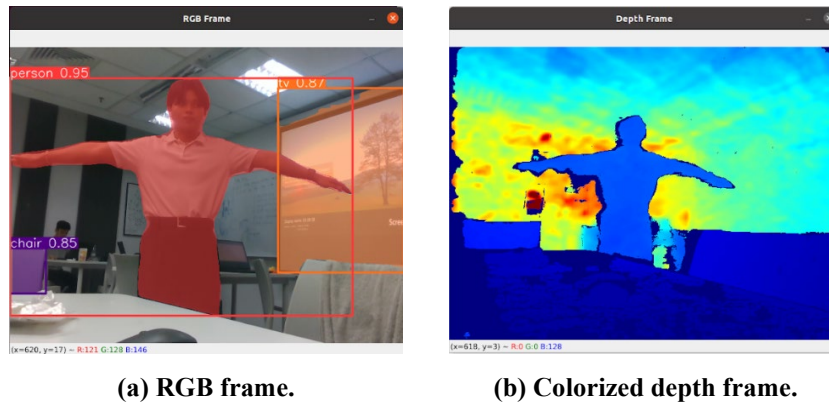 RGB Frame
person 0.95
tv 0.87
chair 0.85
(x=620, y=17) ~ R:121 G:128 B:146
Depth Frame
(x=618, y=3) ~ R:0 G:0 B:128
(a) RGB frame.
(b) Colorized depth frame.